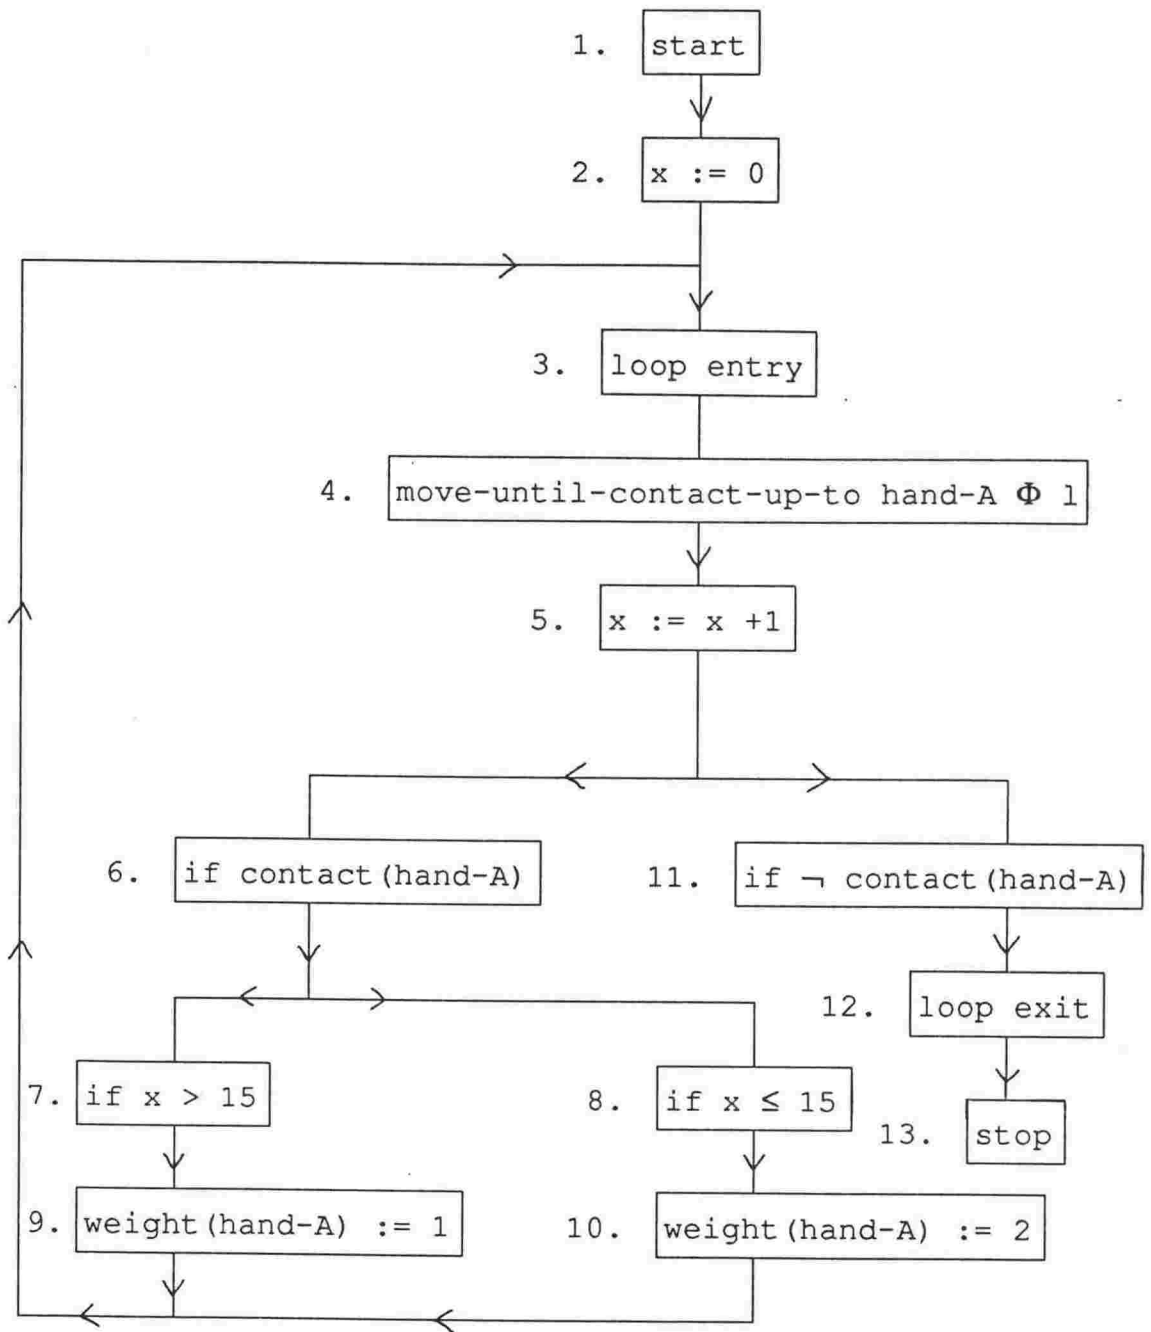 1. start
2. x := 0
3. loop entry
4. move-until-contact-up-to hand-A Φ l
5. x := x +1
6. if contact(hand-A)
11. if ¬ contact(hand-A)
12. loop exit
7. if x > 15
8. if x ≤ 15
13. stop
9. weight(hand-A) := 1
10. weight(hand-A) := 2